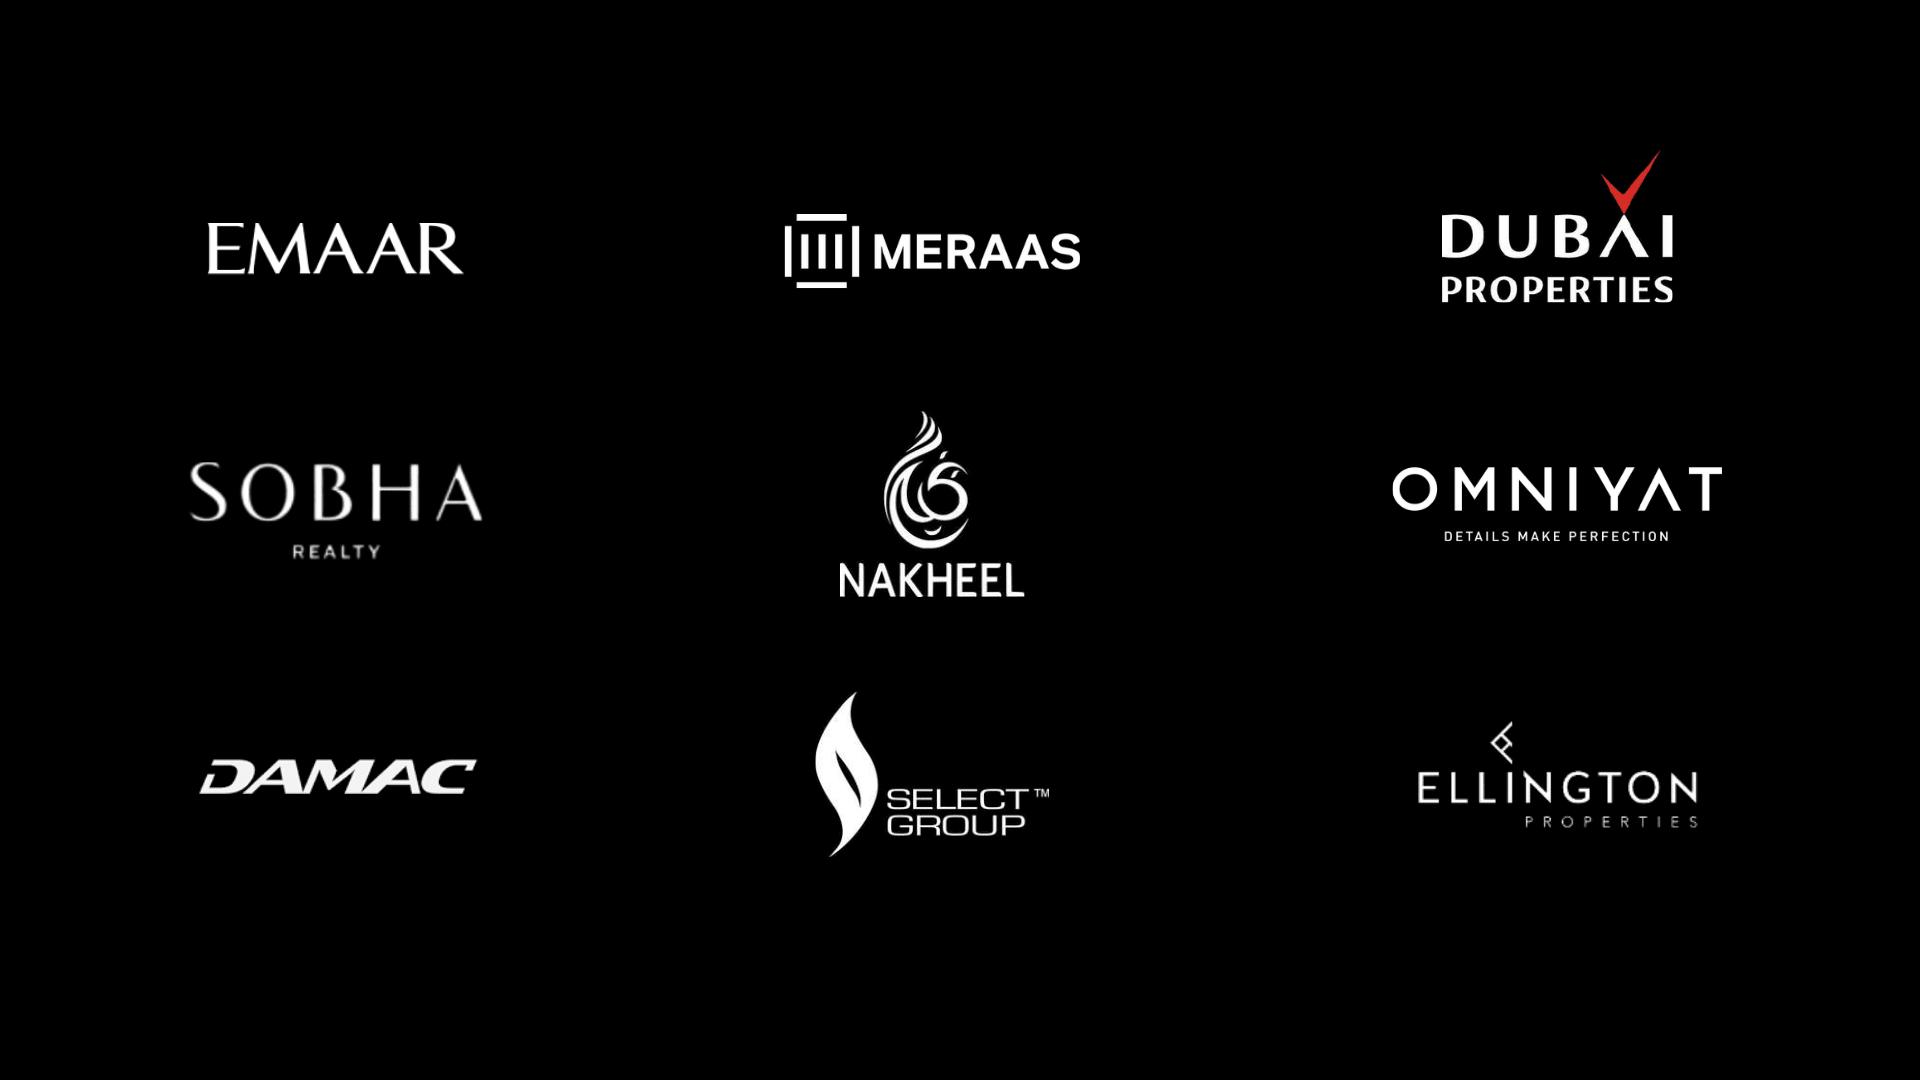 EMAAR
MERAAS
DUBAI
PROPERTIES
SOBHA
REALTY
NAKHEEL
OMNIYAT
DETAILS MAKE PERFECTION
DAMAC
SELECT™
GROUP
ELLINGTON
PROPERTIES